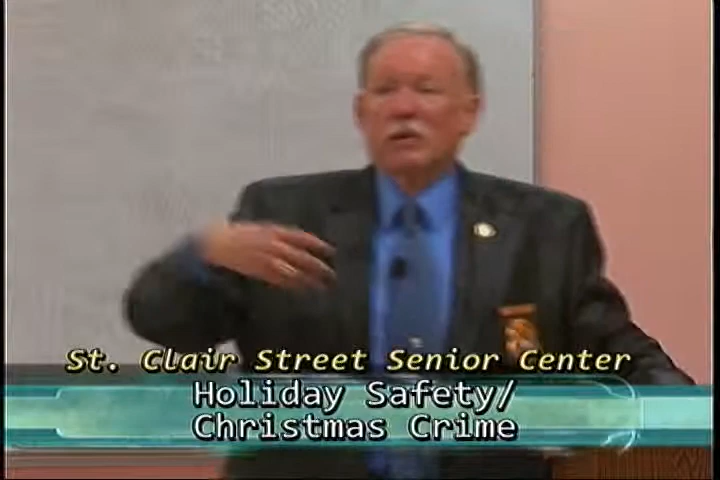 St. Clair Street Senior Center
Holiday Safety/
Christmas Crime